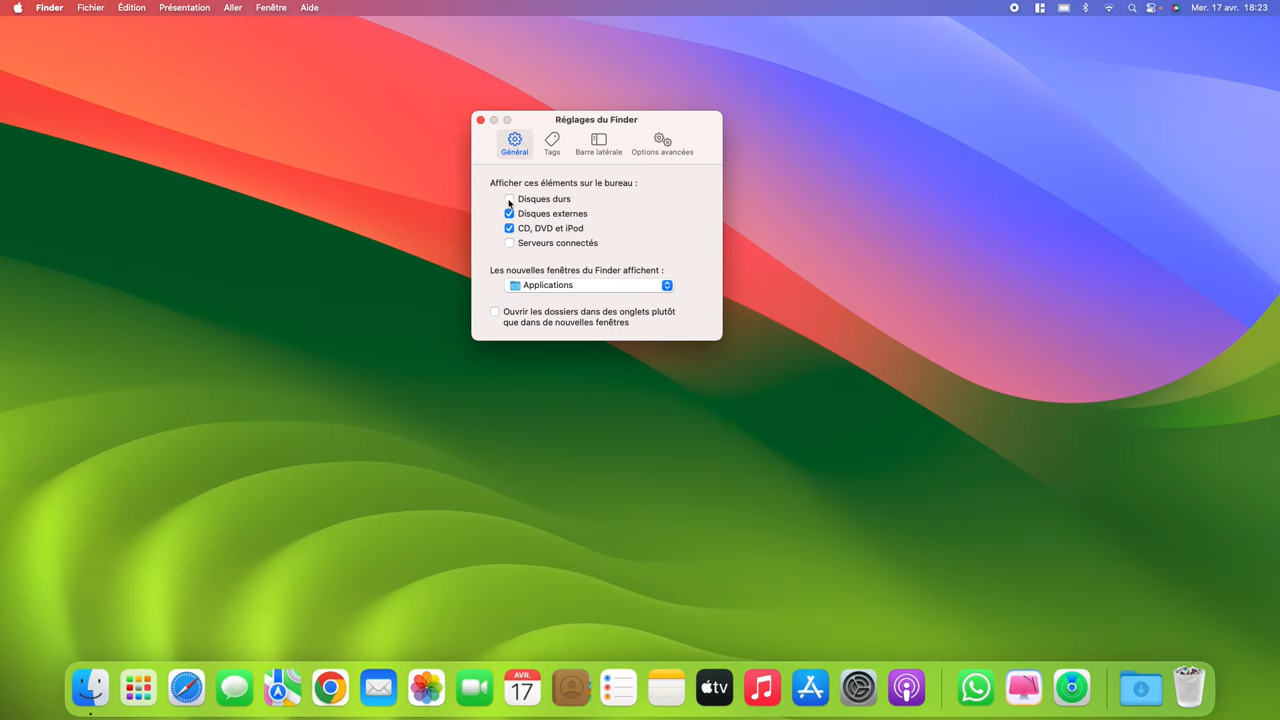 Finder Fichier Édition Présentation Aller Fenêtre Aide Mer. 17 avr. 18:23
Réglages du Finder
Général Tags Barre latérale Options avancées
Afficher ces éléments sur le bureau :
Disques durs
Disques externes
CD, DVD et iPod
Serveurs connectés
Les nouvelles fenêtres du Finder affichent :
Applications
Ouvrir les dossiers dans des onglets plutôt
que dans de nouvelles fenêtres
AVR.
17
tv